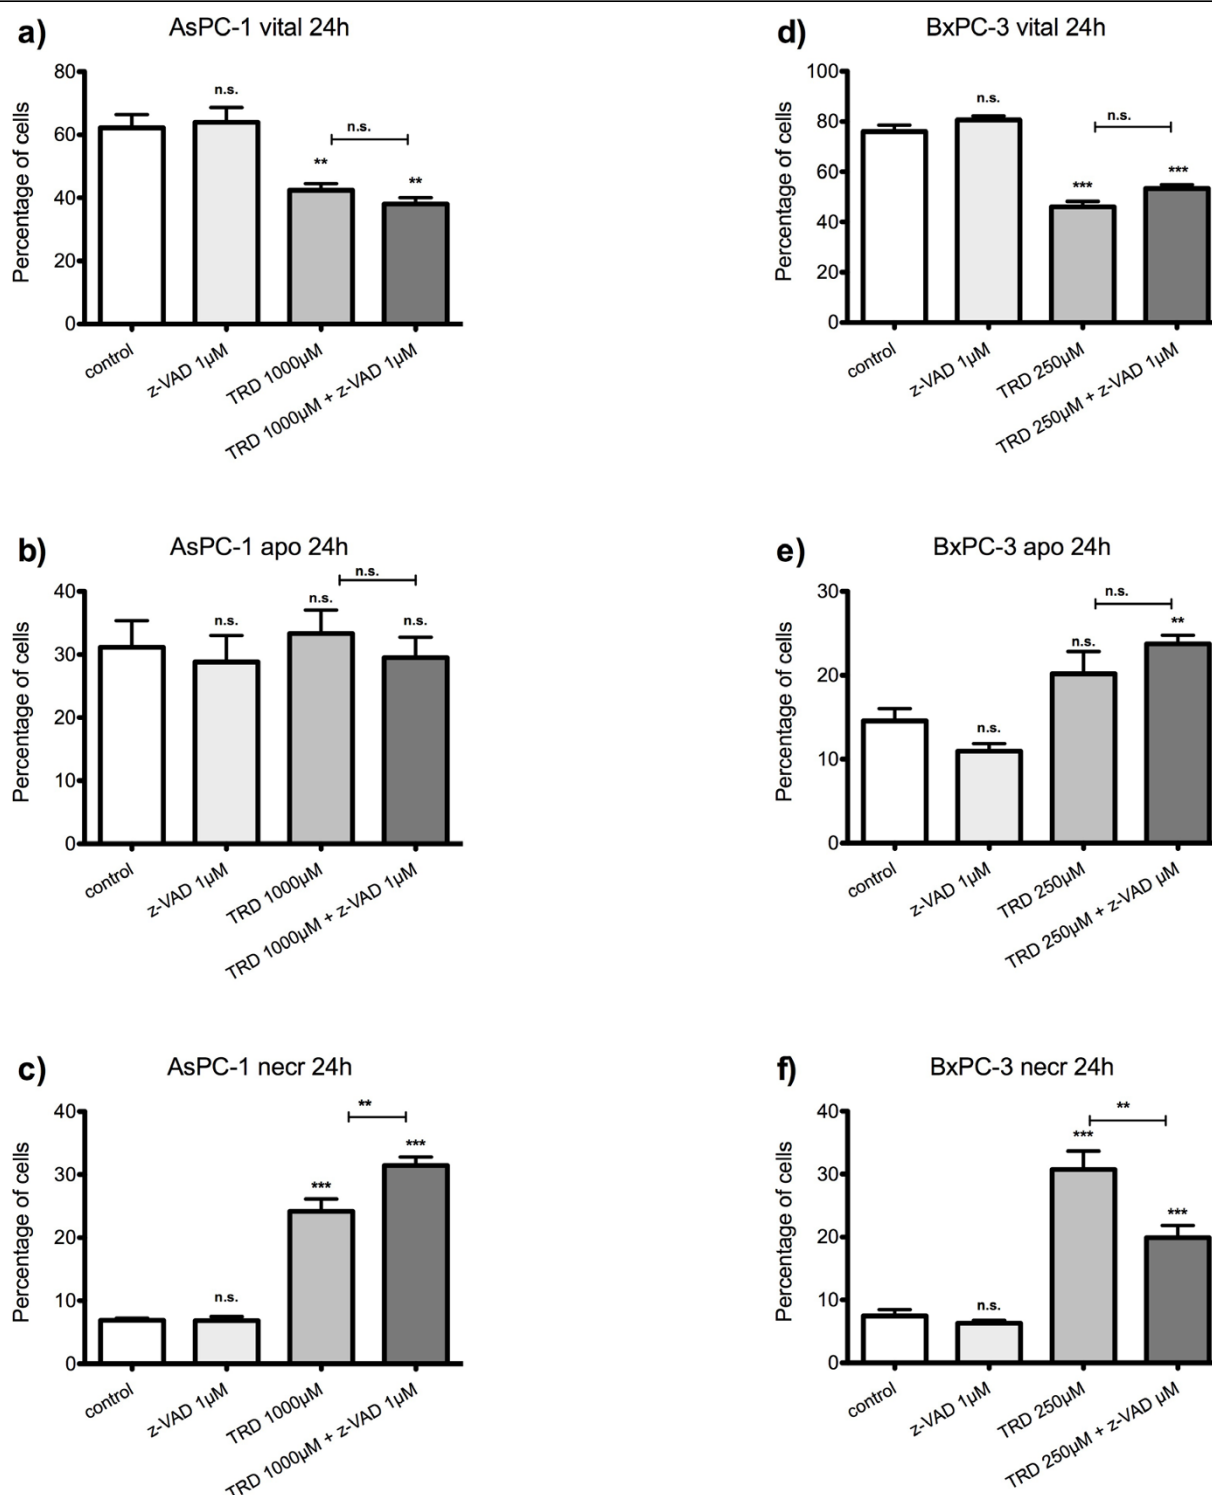 a)
AsPC-1 vital 24h
Percentage of cells
80
60
40
20
0
n.s.
**
n.s.
**
control
z-VAD 1µM
TRD 1000µM
TRD 1000µM + z-VAD 1µM
d)
BxPC-3 vital 24h
Percentage of cells
100
80
60
40
20
0
n.s.
***
n.s.
***
control
z-VAD 1µM
TRD 250µM
TRD 250µM + z-VAD 1µM
b)
AsPC-1 apo 24h
Percentage of cells
40
30
20
10
0
n.s.
n.s.
n.s.
n.s.
control
z-VAD 1µM
TRD 1000µM
TRD 1000µM + z-VAD 1µM
e)
BxPC-3 apo 24h
Percentage of cells
30
20
10
0
n.s.
n.s.
n.s.
**
control
z-VAD 1µM
TRD 250µM
TRD 250µM + z-VAD µM
c)
AsPC-1 necr 24h
Percentage of cells
40
30
20
10
0
n.s.
***
**
***
control
z-VAD 1µM
TRD 1000µM
TRD 1000µM + z-VAD 1µM
f)
BxPC-3 necr 24h
Percentage of cells
40
30
20
10
0
n.s.
***
**
***
control
z-VAD 1µM
TRD 250µM
TRD 250µM + z-VAD µM